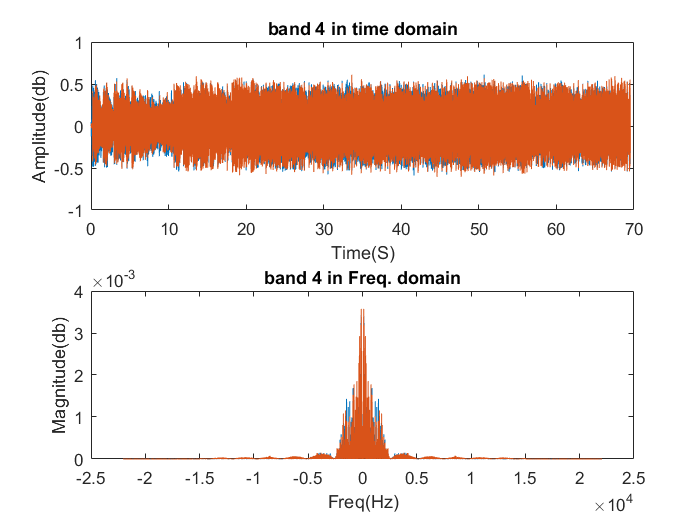 band 4 in time domain
1
0.5
0
-0.5
-1
Amplitude(db)
0 10 20 30 40 50 60 70
Time(S)
×10-3
band 4 in Freq. domain
4
3
2
1
0
Magnitude(db)
-2.5 -2 -1.5 -1 -0.5 0 0.5 1 1.5 2 2.5
Freq(Hz)
×104